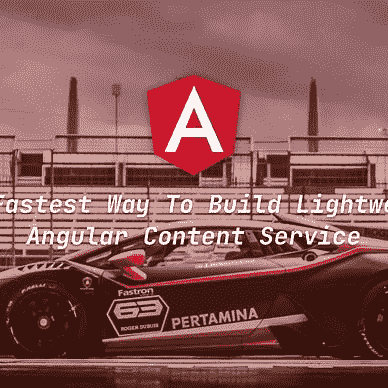 A
Fastest Way To Build Lightwe
Angular Content Service
Fastron
63
ROGER DUBUIS
PERTAMINA